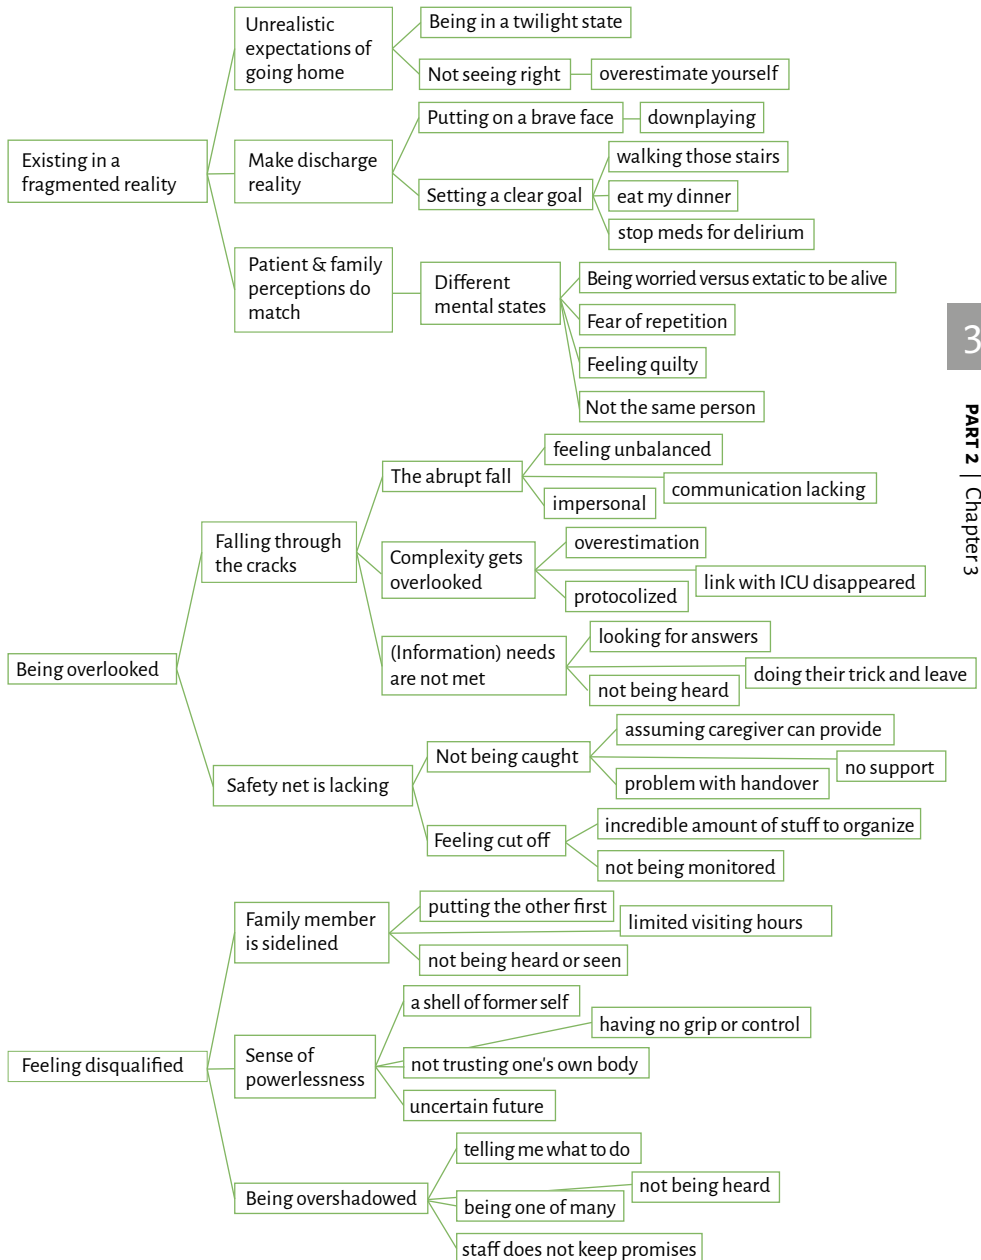 Unrealistic
expectations of
going home
Being in a twilight state
Not seeing right
overestimate yourself
Existing in a
fragmented reality
Make discharge
reality
Putting on a brave face
downplaying
Setting a clear goal
walking those stairs
eat my dinner
stop meds for delirium
Patient & family
perceptions do
match
Different
mental states
Being worried versus extatic to be alive
Fear of repetition
Feeling quilty
Not the same person
3
PART 2 | Chapter 3
Being overlooked
Falling through
the cracks
The abrupt fall
feeling unbalanced
communication lacking
impersonal
Complexity gets
overlooked
overestimation
link with ICU disappeared
protocolized
(Information) needs
are not met
looking for answers
doing their trick and leave
not being heard
Safety net is lacking
Not being caught
assuming caregiver can provide
no support
problem with handover
Feeling cut off
incredible amount of stuff to organize
not being monitored
Feeling disqualified
Family member
is sidelined
putting the other first
limited visiting hours
not being heard or seen
Sense of
powerlessness
a shell of former self
having no grip or control
not trusting one's own body
uncertain future
Being overshadowed
telling me what to do
not being heard
being one of many
staff does not keep promises